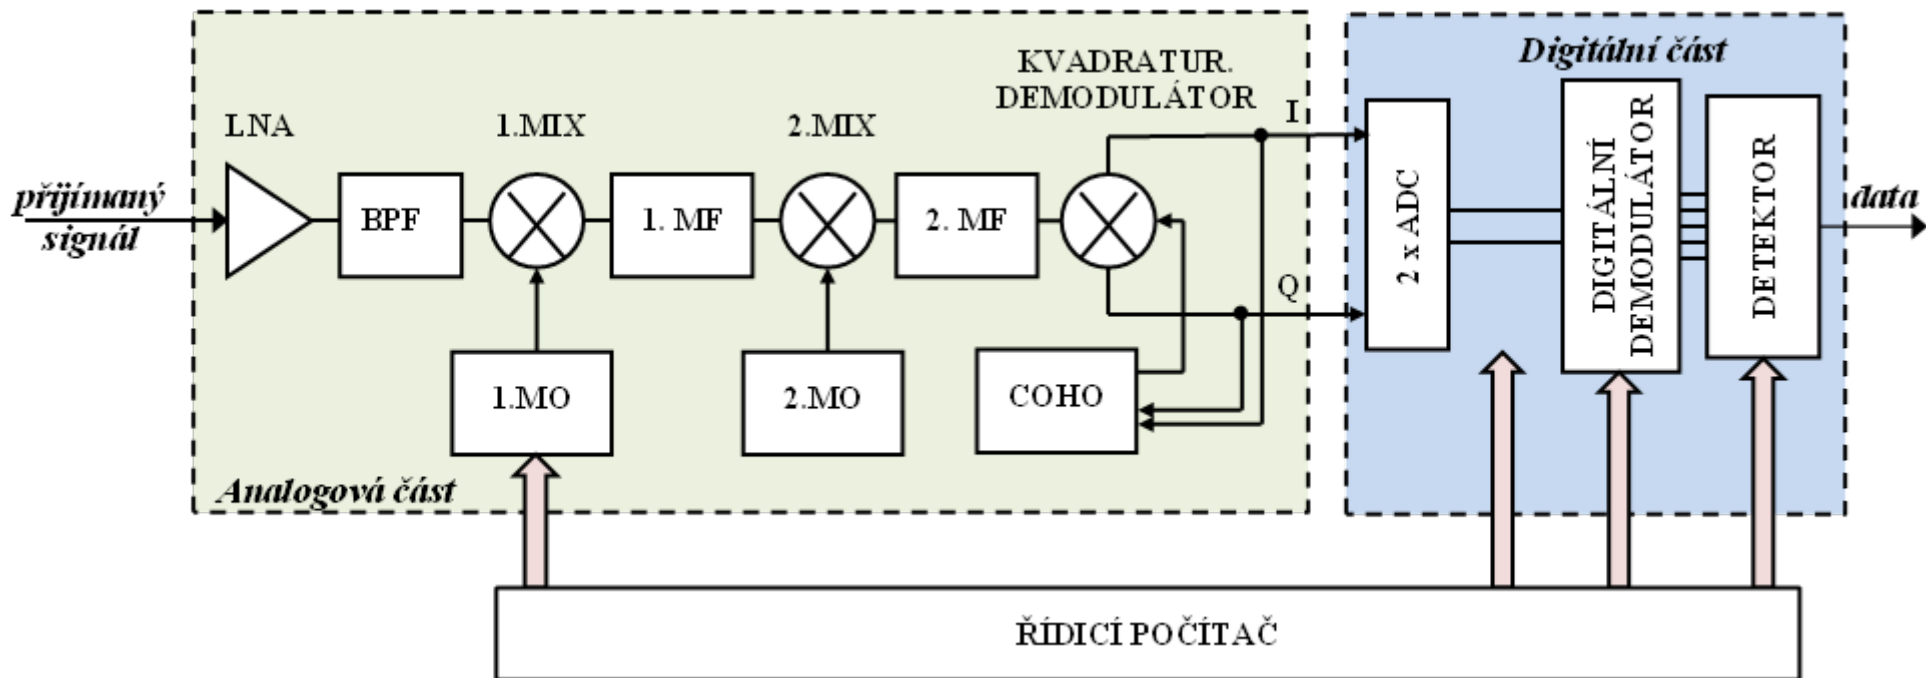 přijímaný
signál
LNA
BPF
1.MIX
1. MF
2.MIX
2. MF
KVADRATUR.
DEMODULÁTOR
I
Q
1.MO
2.MO
COHO
Analogová část
Digitální část
2 x ADC
DIGITÁLNÍ
DEMODULÁTOR
DETEKTOR
data
ŘÍDICÍ POČÍTAČ